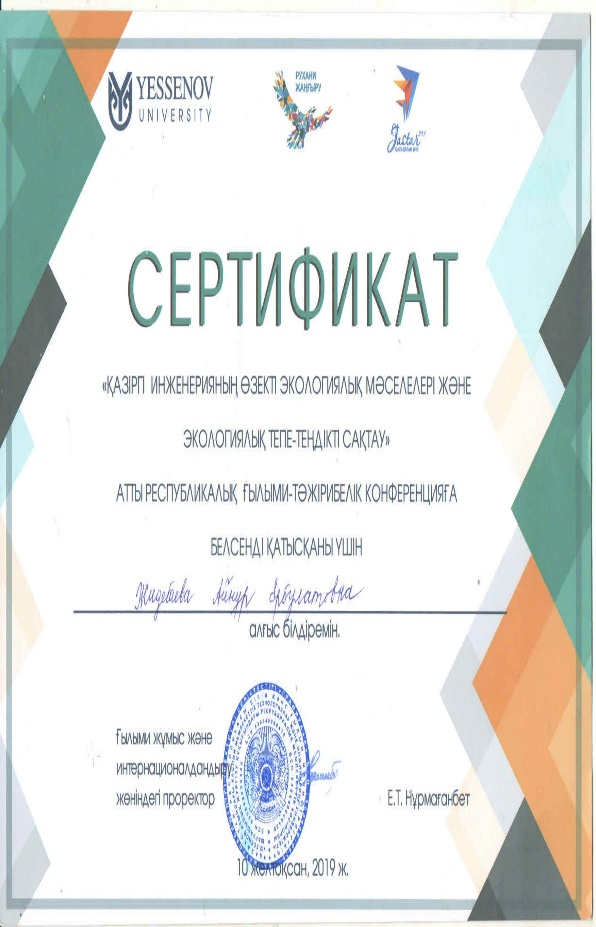 YESSENOV
UNIVERSITY
РУХАНИ
ЖАҢҒЫРУ
Jastar
СЕРТИФИКАТ
«ҚАЗІРГІ ИНЖЕНЕРИЯНЫҢ ӨЗЕКТІ ЭКОЛОГИЯЛЫҚ МӘСЕЛЕЛЕРІ ЖӘНЕ
ЭКОЛОГИЯЛЫҚ ТЕПЕ-ТЕҢДІКТІ САҚТАУ»
АТТЫ РЕСПУБЛИКАЛЫҚ ҒЫЛЫМИ-ТӘЖІРИБЕЛІК КОНФЕРЕНЦИЯҒА
БЕЛСЕНДІ ҚАТЫСҚАНЫ ҮШІН
Жидебаева Айнур Ербулатовна
алғыс білдіремін.
Ғылыми жұмыс және
интернационалдандыру
жөніндегі проректор
Е.Т. Нұрмағанбет
10 желтоқсан, 2019 ж.